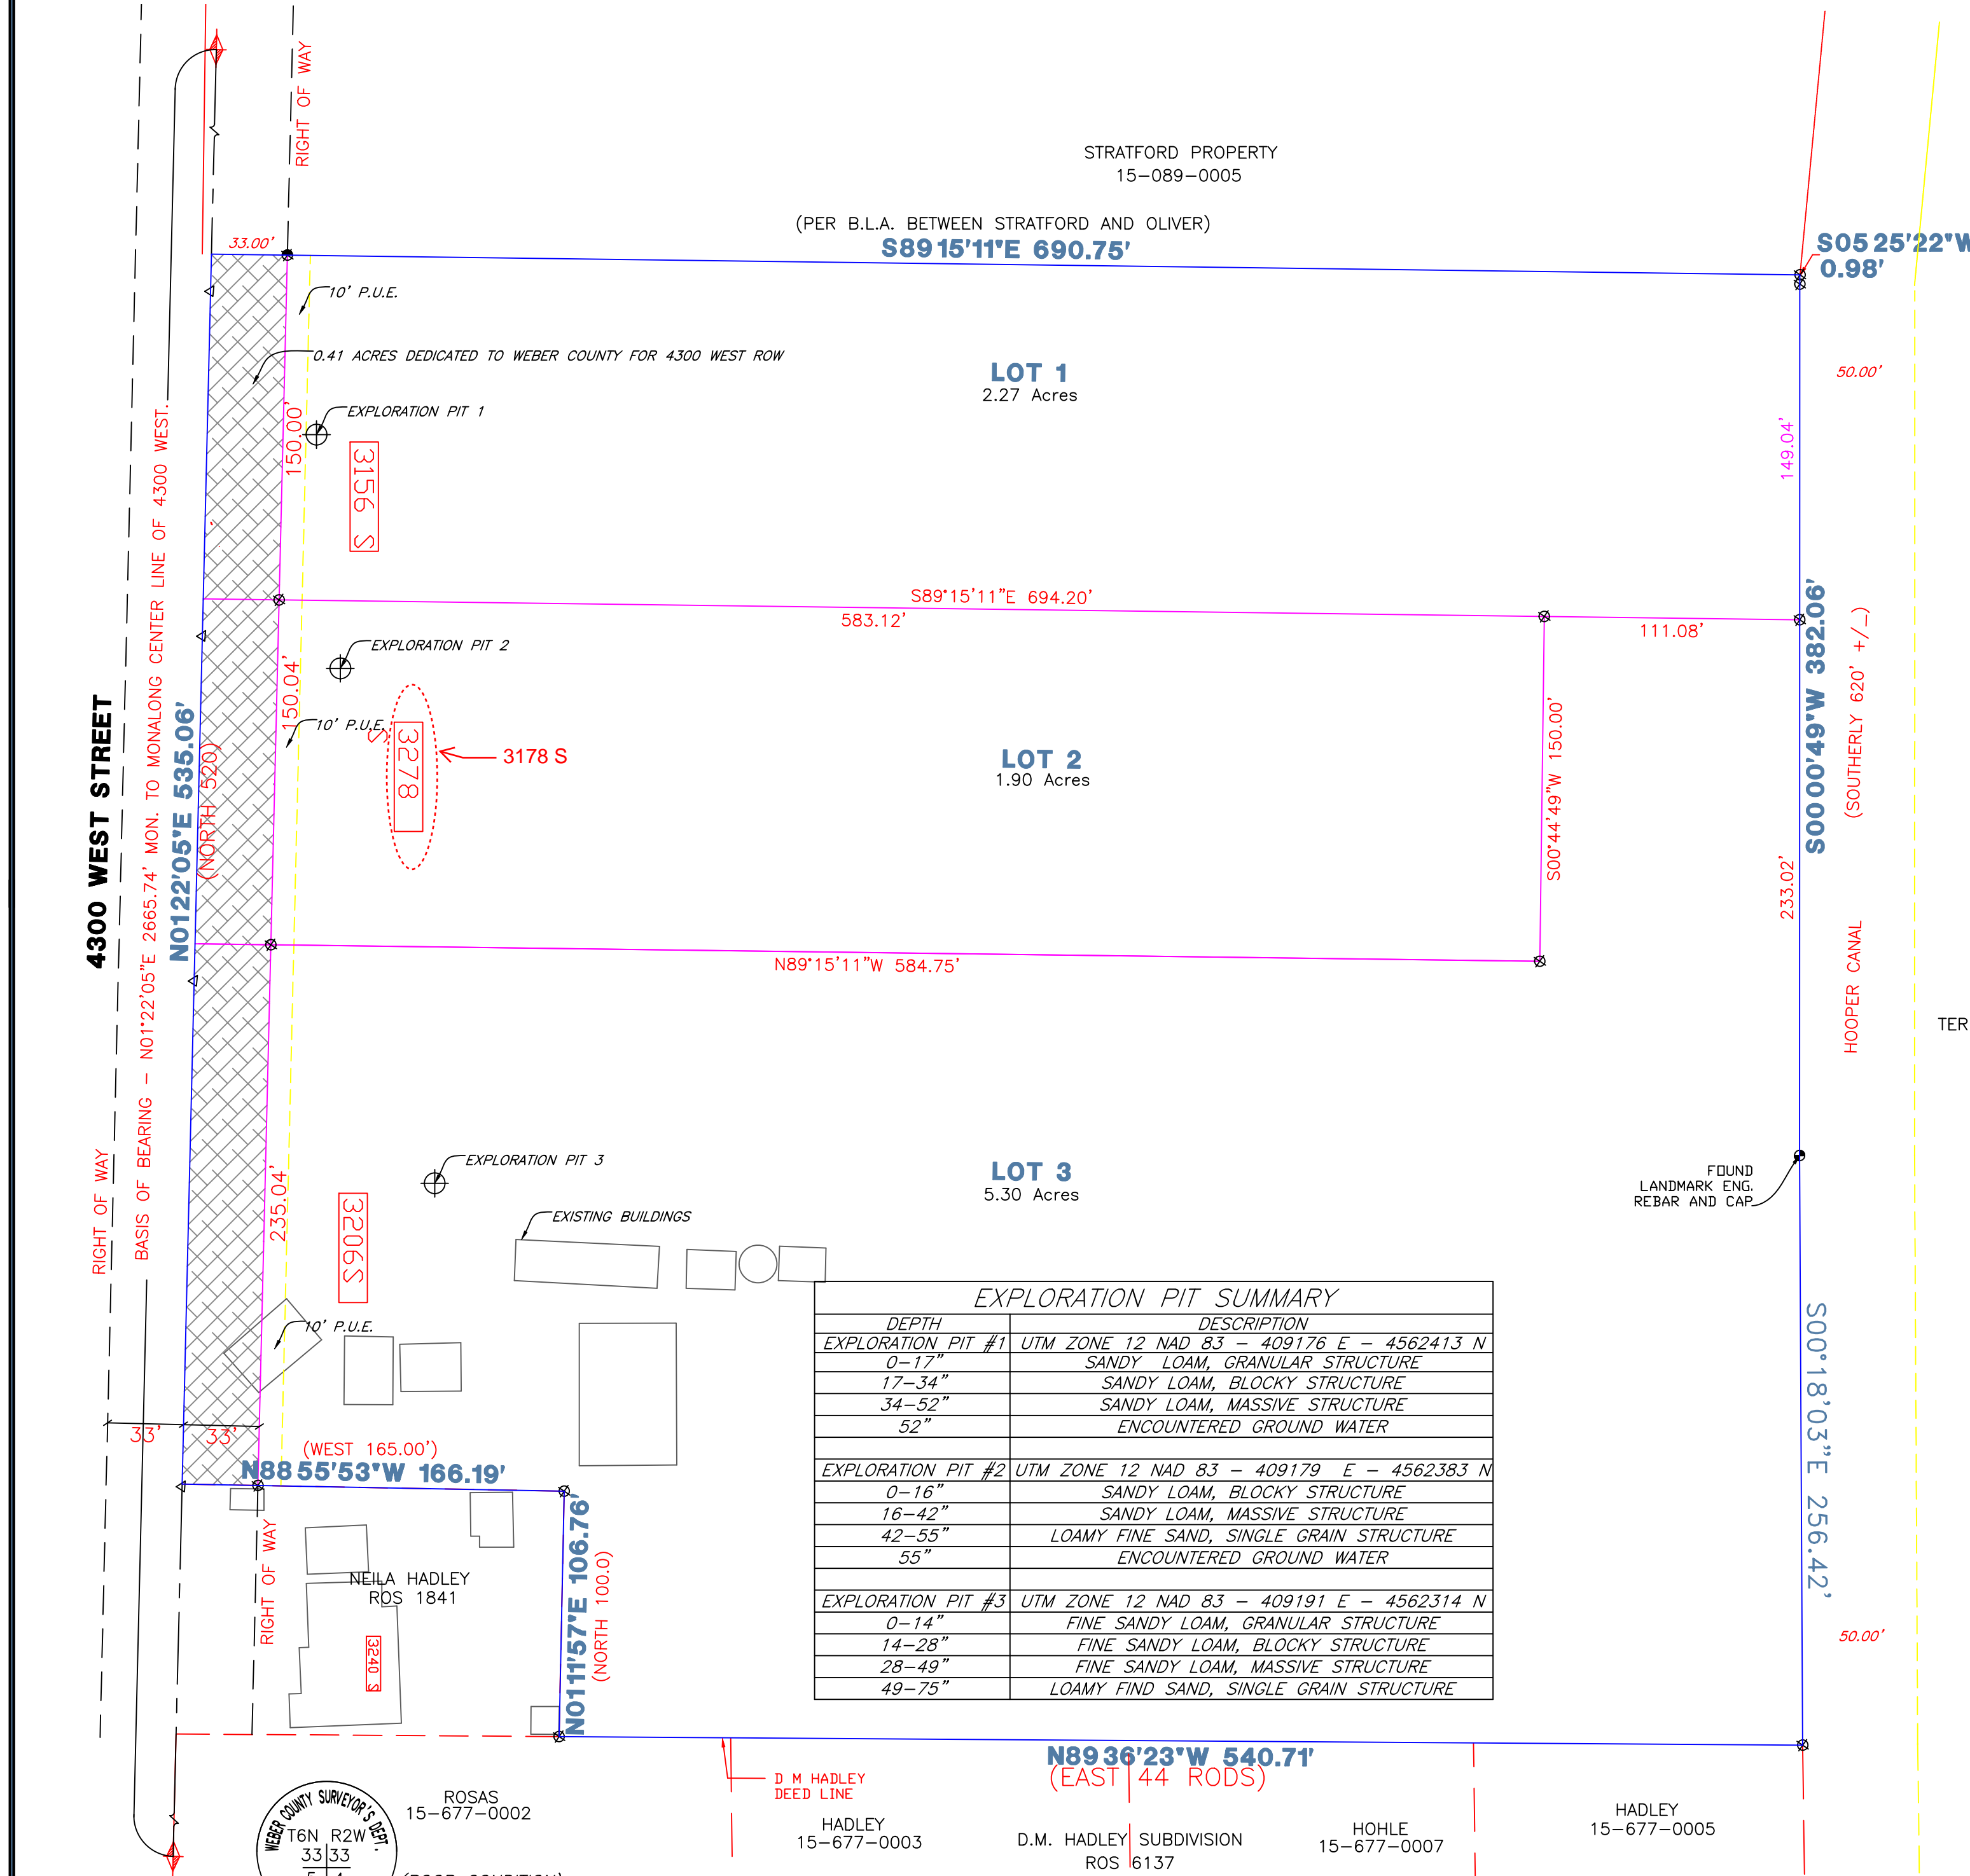 RIGHT OF WAY
STRATFORD PROPERTY
15-089-0005
(PER B.L.A. BETWEEN STRATFORD AND OLIVER)
S89 15'11"E 690.75'
33.00'
S05 25'22"W
0.98'
10' P.U.E.
0.41 ACRES DEDICATED TO WEBER COUNTY FOR 4300 WEST ROW
LOT 1
2.27 Acres
50.00'
EXPLORATION PIT 1
150.00'
3156 S
149.04'
S89°15'11"E 694.20'
583.12'
111.08'
EXPLORATION PIT 2
150.04'
10' P.U.E.
3278 S
3178 S
LOT 2
1.90 Acres
S00°44'49"W 150.00'
S00 00'49"W 382.06'
(SOUTHERLY 620' +/_)
233.02'
HOOPER CANAL
TER
4300 WEST STREET
BASIS OF BEARING - N01°22'05"E 2665.74' MON. TO MONALONG CENTER LINE OF 4300 WEST.
N01 22'05"E 535.06'
(NORTH 520)
N89°15'11"W 584.75'
RIGHT OF WAY
235.04'
EXPLORATION PIT 3
3206S
LOT 3
5.30 Acres
FOUND
LANDMARK ENG.
REBAR AND CAP
EXISTING BUILDINGS
10' P.U.E.
S00°18'03"E 256.42'
33'
33'
(WEST 165.00')
N88 55'53"W 166.19'
EXPLORATION PIT SUMMARY
DEPTH DESCRIPTION
EXPLORATION PIT #1 UTM ZONE 12 NAD 83 - 409176 E - 4562413 N
0-17" SANDY LOAM, GRANULAR STRUCTURE
17-34" SANDY LOAM, BLOCKY STRUCTURE
34-52" SANDY LOAM, MASSIVE STRUCTURE
52" ENCOUNTERED GROUND WATER
EXPLORATION PIT #2 UTM ZONE 12 NAD 83 - 409179 E - 4562383 N
0-16" SANDY LOAM, BLOCKY STRUCTURE
16-42" SANDY LOAM, MASSIVE STRUCTURE
42-55" LOAMY FINE SAND, SINGLE GRAIN STRUCTURE
55" ENCOUNTERED GROUND WATER
EXPLORATION PIT #3 UTM ZONE 12 NAD 83 - 409191 E - 4562314 N
0-14" FINE SANDY LOAM, GRANULAR STRUCTURE
14-28" FINE SANDY LOAM, BLOCKY STRUCTURE
28-49" FINE SANDY LOAM, MASSIVE STRUCTURE
49-75" LOAMY FIND SAND, SINGLE GRAIN STRUCTURE
RIGHT OF WAY
NEILA HADLEY
ROS 1841
3240 S
N01 11'57"E 106.76'
(NORTH 100.0)
50.00'
N89 36'23"W 540.71'
(EAST 44 RODS)
D M HADLEY
DEED LINE
ROSAS
15-677-0002
HADLEY
15-677-0003
D.M. HADLEY SUBDIVISION
ROS 6137
HOHLE
15-677-0007
HADLEY
15-677-0005
WEBER COUNTY SURVEYOR'S DEPT.
T6N R2W
33 33